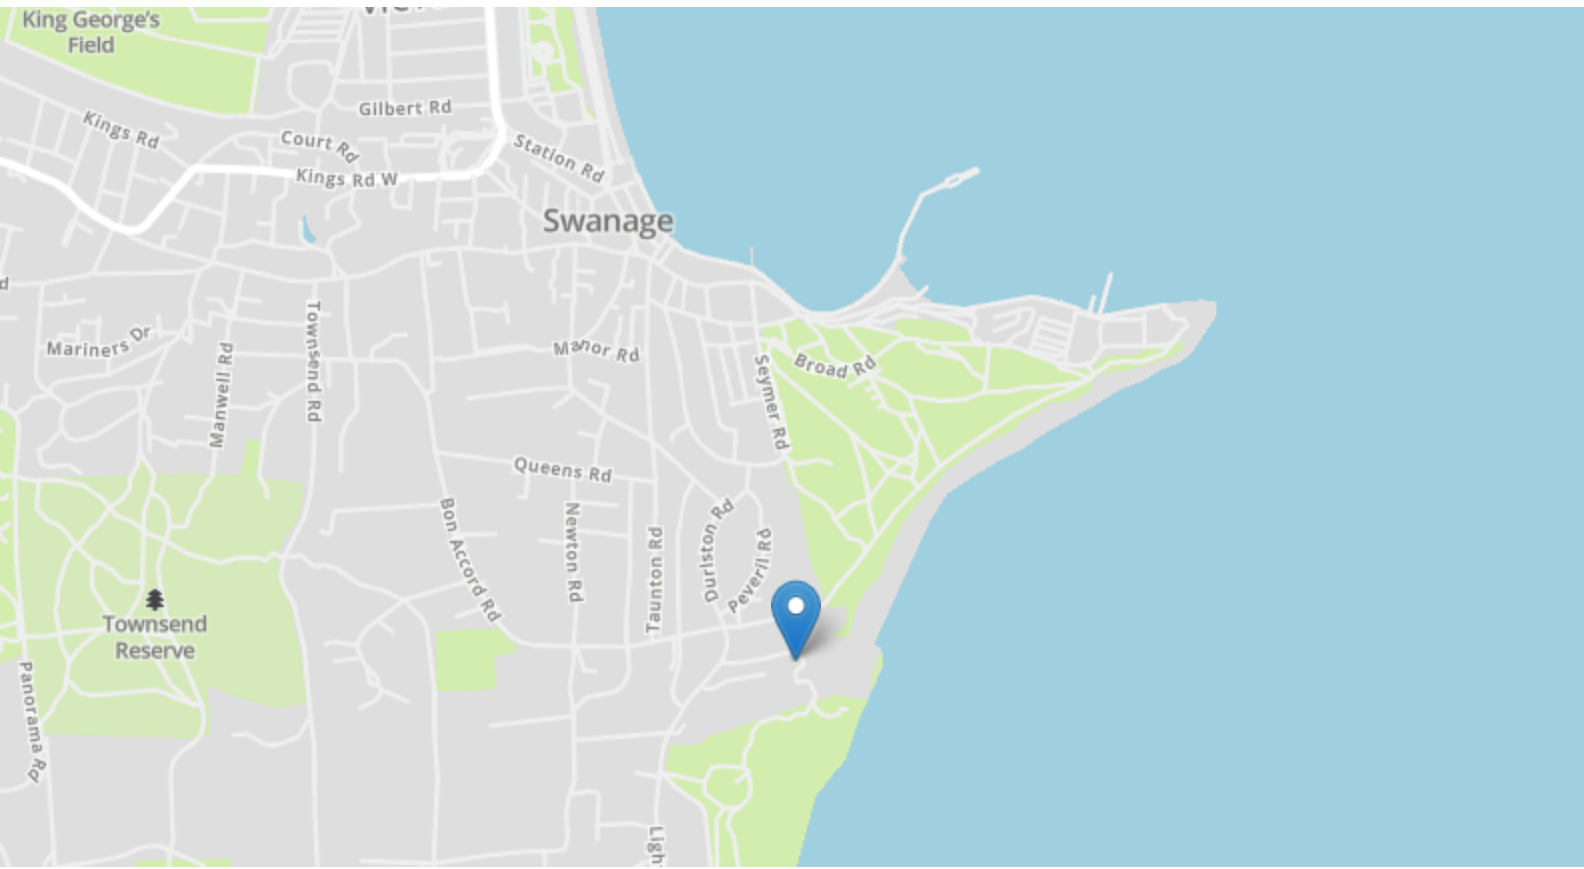 King George's
Field
Gilbert Rd
Kings Rd
Court Rd
Station Rd
Kings Rd W
Swanage
d
Townsend Rd
Mariners Dr
Manwell Rd
Manor Rd
Seymer Rd
Broad Rd
Queens Rd
Bon Accord Rd
Newton Rd
Taunton Rd
Durlston Rd
Peveril Rd
Townsend
Reserve
Panorama Rd
Ligh